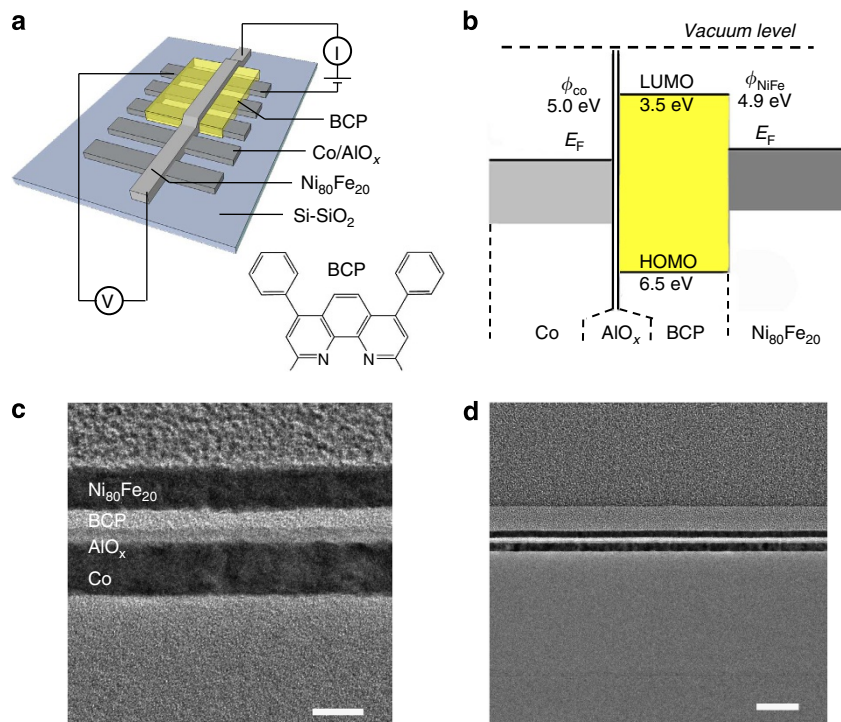 a
I
BCP
Co/AlOₓ
Ni₈₀Fe₂₀
Si-SiO₂
V
BCP
N
N
b
Vacuum level
ϕco
5.0 eV
LUMO
3.5 eV
ϕNiFe
4.9 eV
EF
EF
HOMO
6.5 eV
Co
AlOₓ
BCP
Ni₈₀Fe₂₀
c
Ni₈₀Fe₂₀
BCP
AlOₓ
Co
d